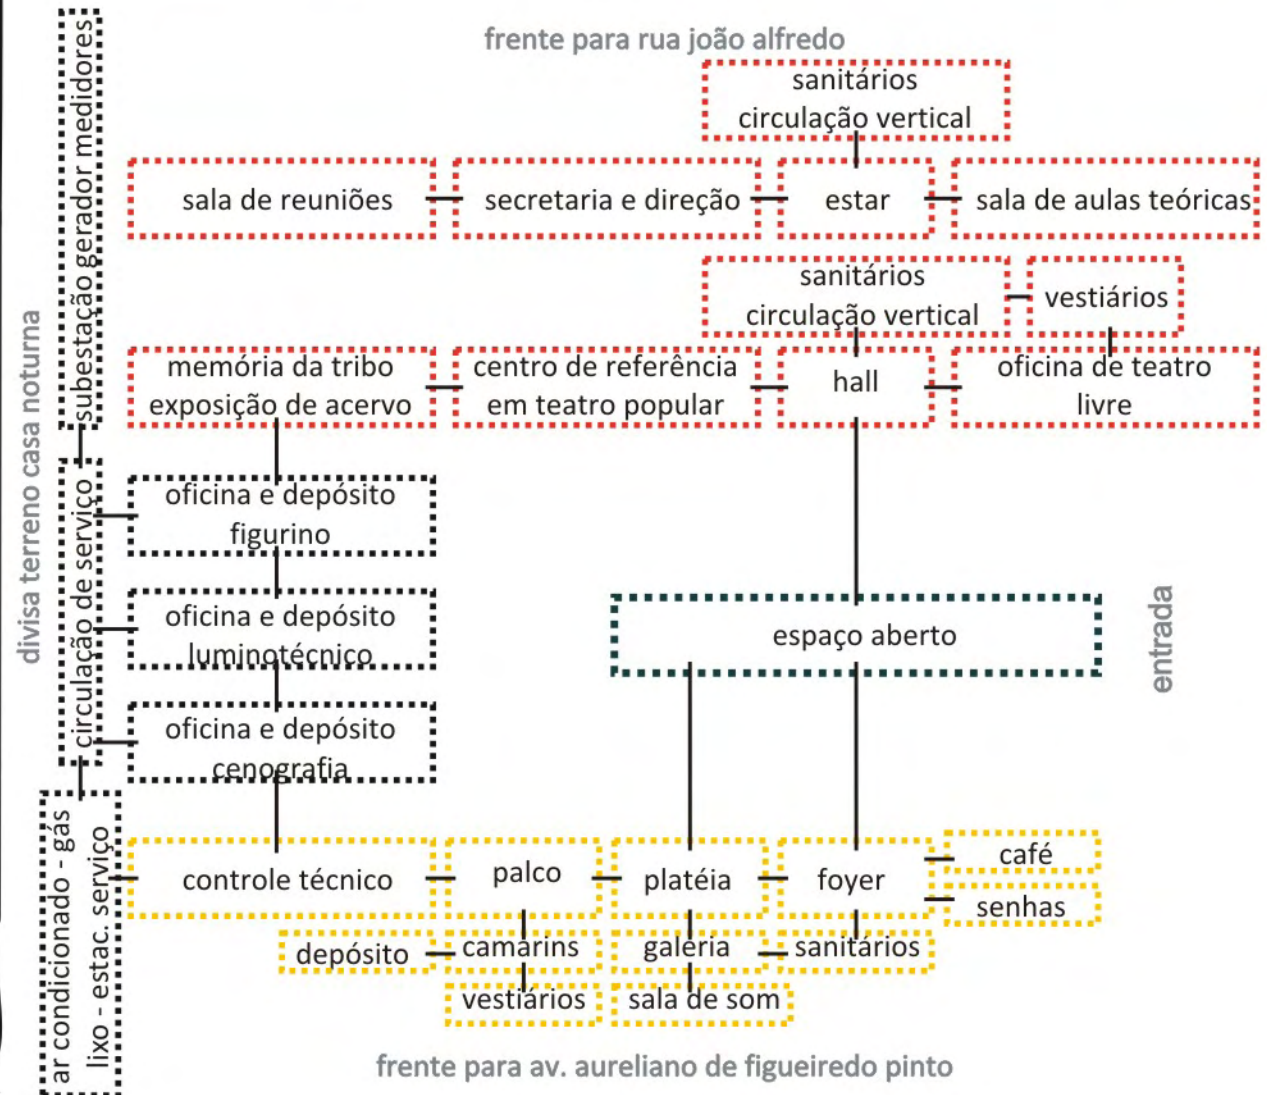 frente para rua joão alfredo
sanitários
circulação vertical
sala de reuniões
secretaria e direção
estar
sala de aulas teóricas
sanitários
circulação vertical
vestiários
memória da tribo
exposição de acervo
centro de referência
em teatro popular
hall
oficina de teatro
livre
subestação gerador medidores
divisa terreno casa noturna
circulação de serviço
oficina e depósito
figurino
oficina e depósito
luminotécnico
oficina e depósito
cenografia
espaço aberto
entrada
ar condicionado - gás
lixo - estac. serviço
controle técnico
palco
platéia
foyer
café
senhas
depósito
camarins
galeria
sanitários
vestiários
sala de som
frente para av. aureliano de figueiredo pinto